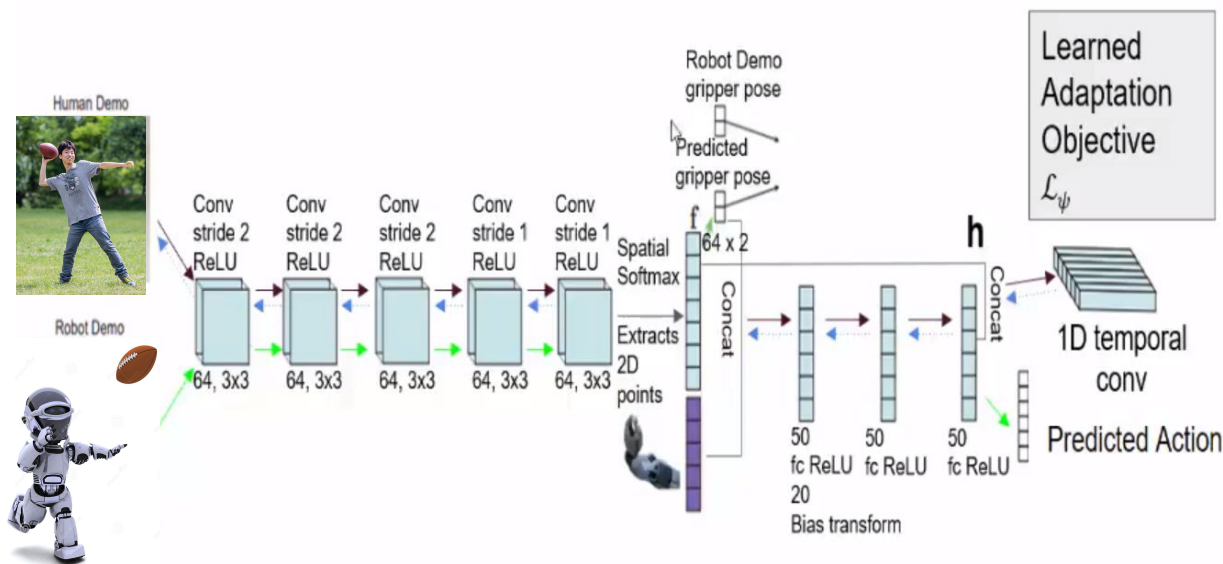 Human Demo
Robot Demo
Conv
stride 2
ReLU
64, 3x3
Conv
stride 2
ReLU
64, 3x3
Conv
stride 2
ReLU
64, 3x3
Conv
stride 1
ReLU
64, 3x3
Conv
stride 1
ReLU
64, 3x3
Spatial
Softmax
Extracts
2D
points
Robot Demo
gripper pose
Predicted
gripper pose
f
64 x 2
Concat
50
fc ReLU
20
Bias transform
50
fc ReLU
50
fc ReLU
h
Concat
Learned
Adaptation
Objective
ℒψ
1D temporal
conv
Predicted Action